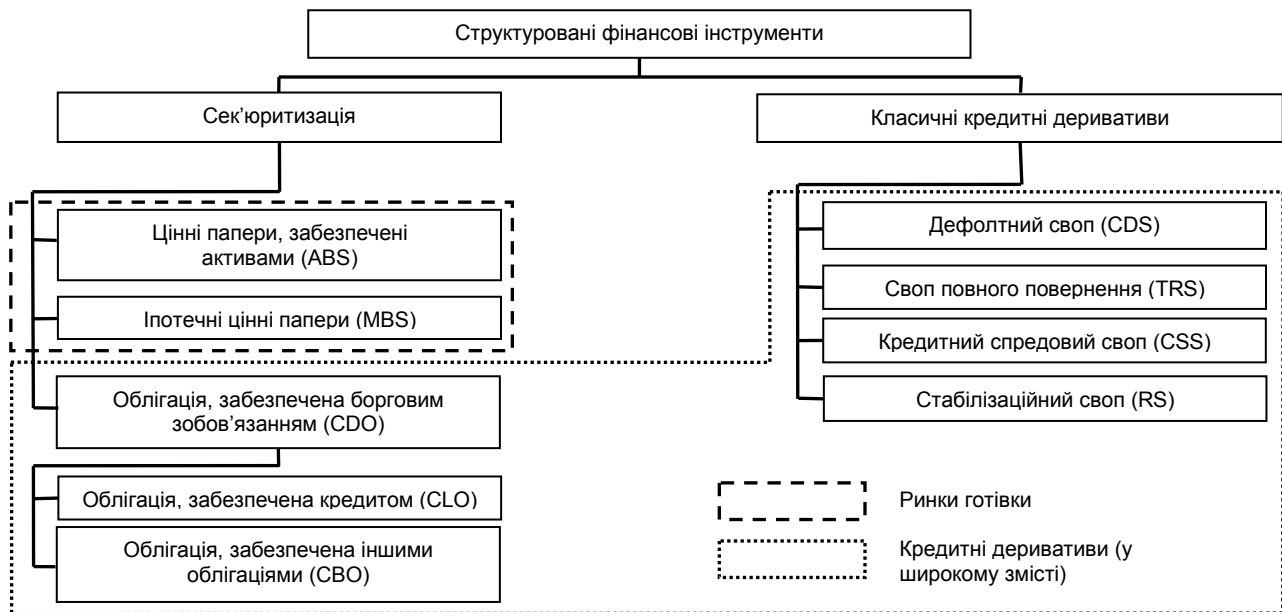 Структуровані фінансові інструменти
Сек’юритизація
Класичні кредитні деривативи
Цінні папери, забезпечені
активами (ABS)
Іпотечні цінні папери (MBS)
Облігація, забезпечена борговим
зобов’язанням (CDO)
Облігація, забезпечена кредитом (CLO)
Облігація, забезпечена іншими
облігаціями (CBO)
Дефолтний своп (CDS)
Своп повного повернення (TRS)
Кредитний спредовий своп (CSS)
Стабілізаційний своп (RS)
Ринки готівки
Кредитні деривативи (у
широкому змісті)